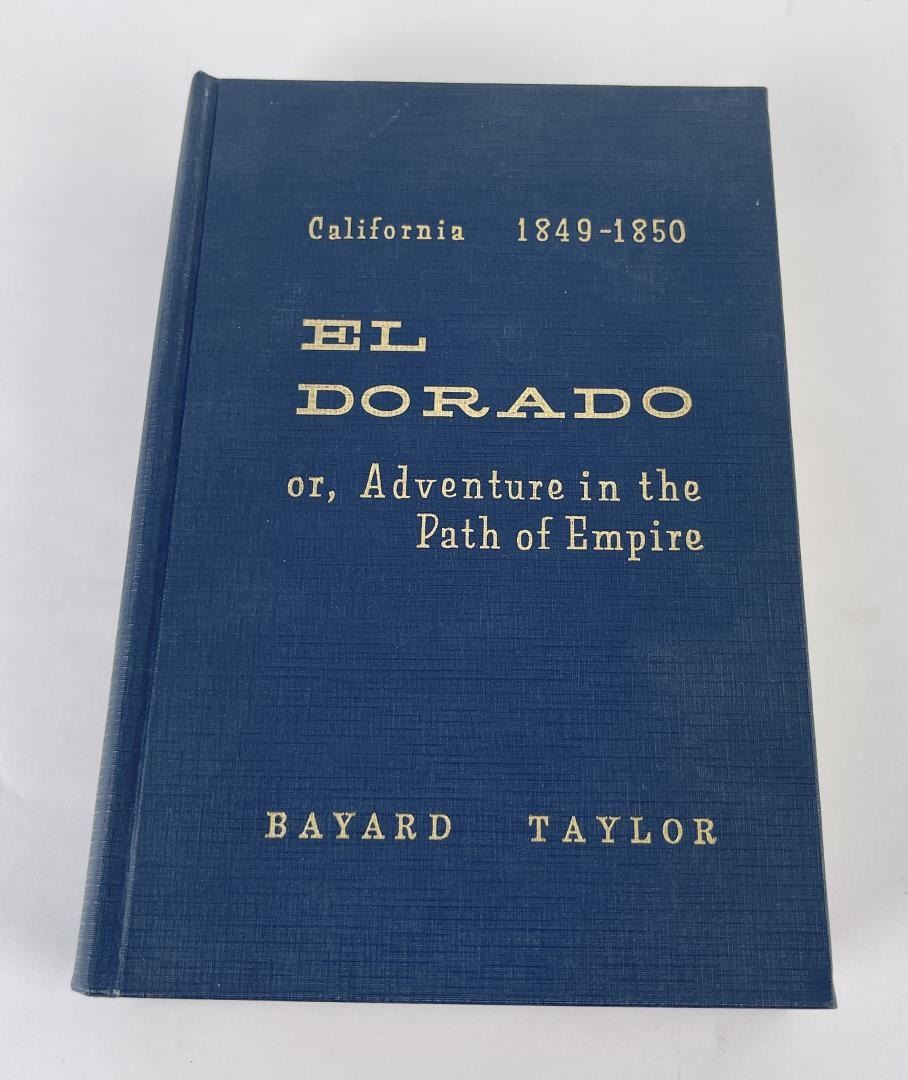 California 1849-1850
EL
DORADO
or, Adventure in the
Path of Empire
BAYARD TAYLOR